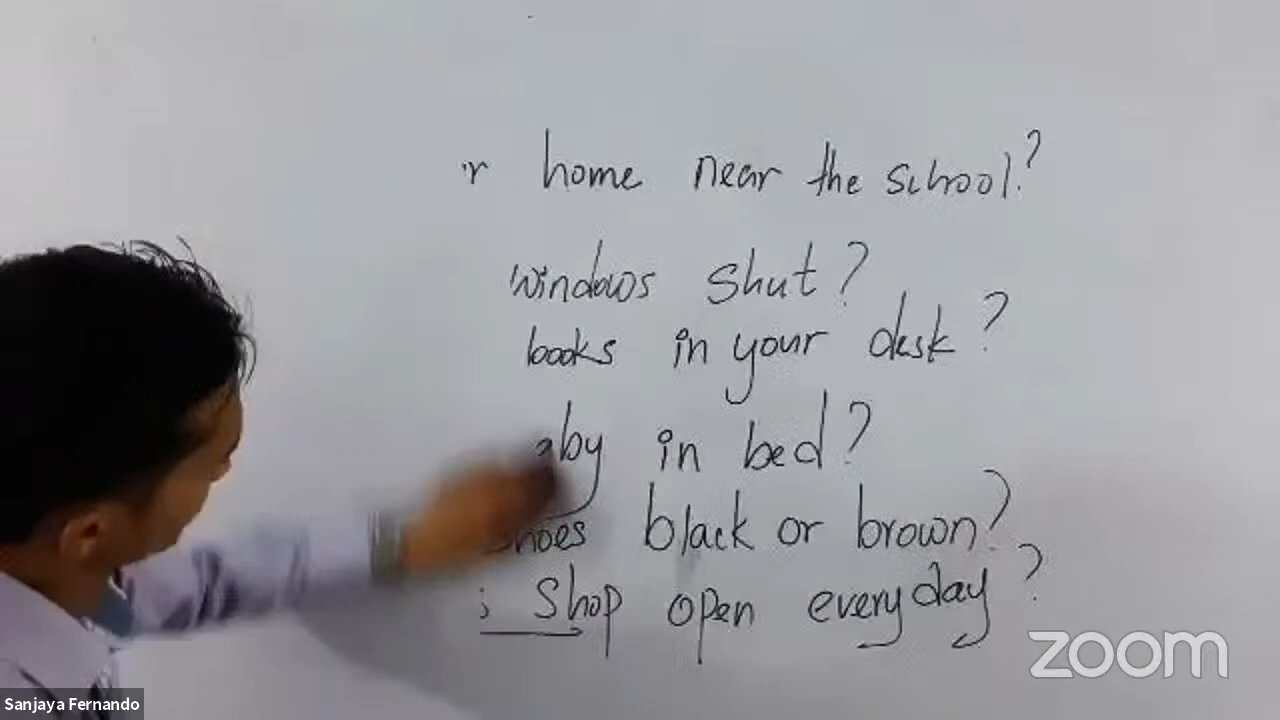 home near the school?
windows shut?
books in your desk?
in bed?
shoes black or brown?
shop open everyday?
zoom
Sanjaya Fernando